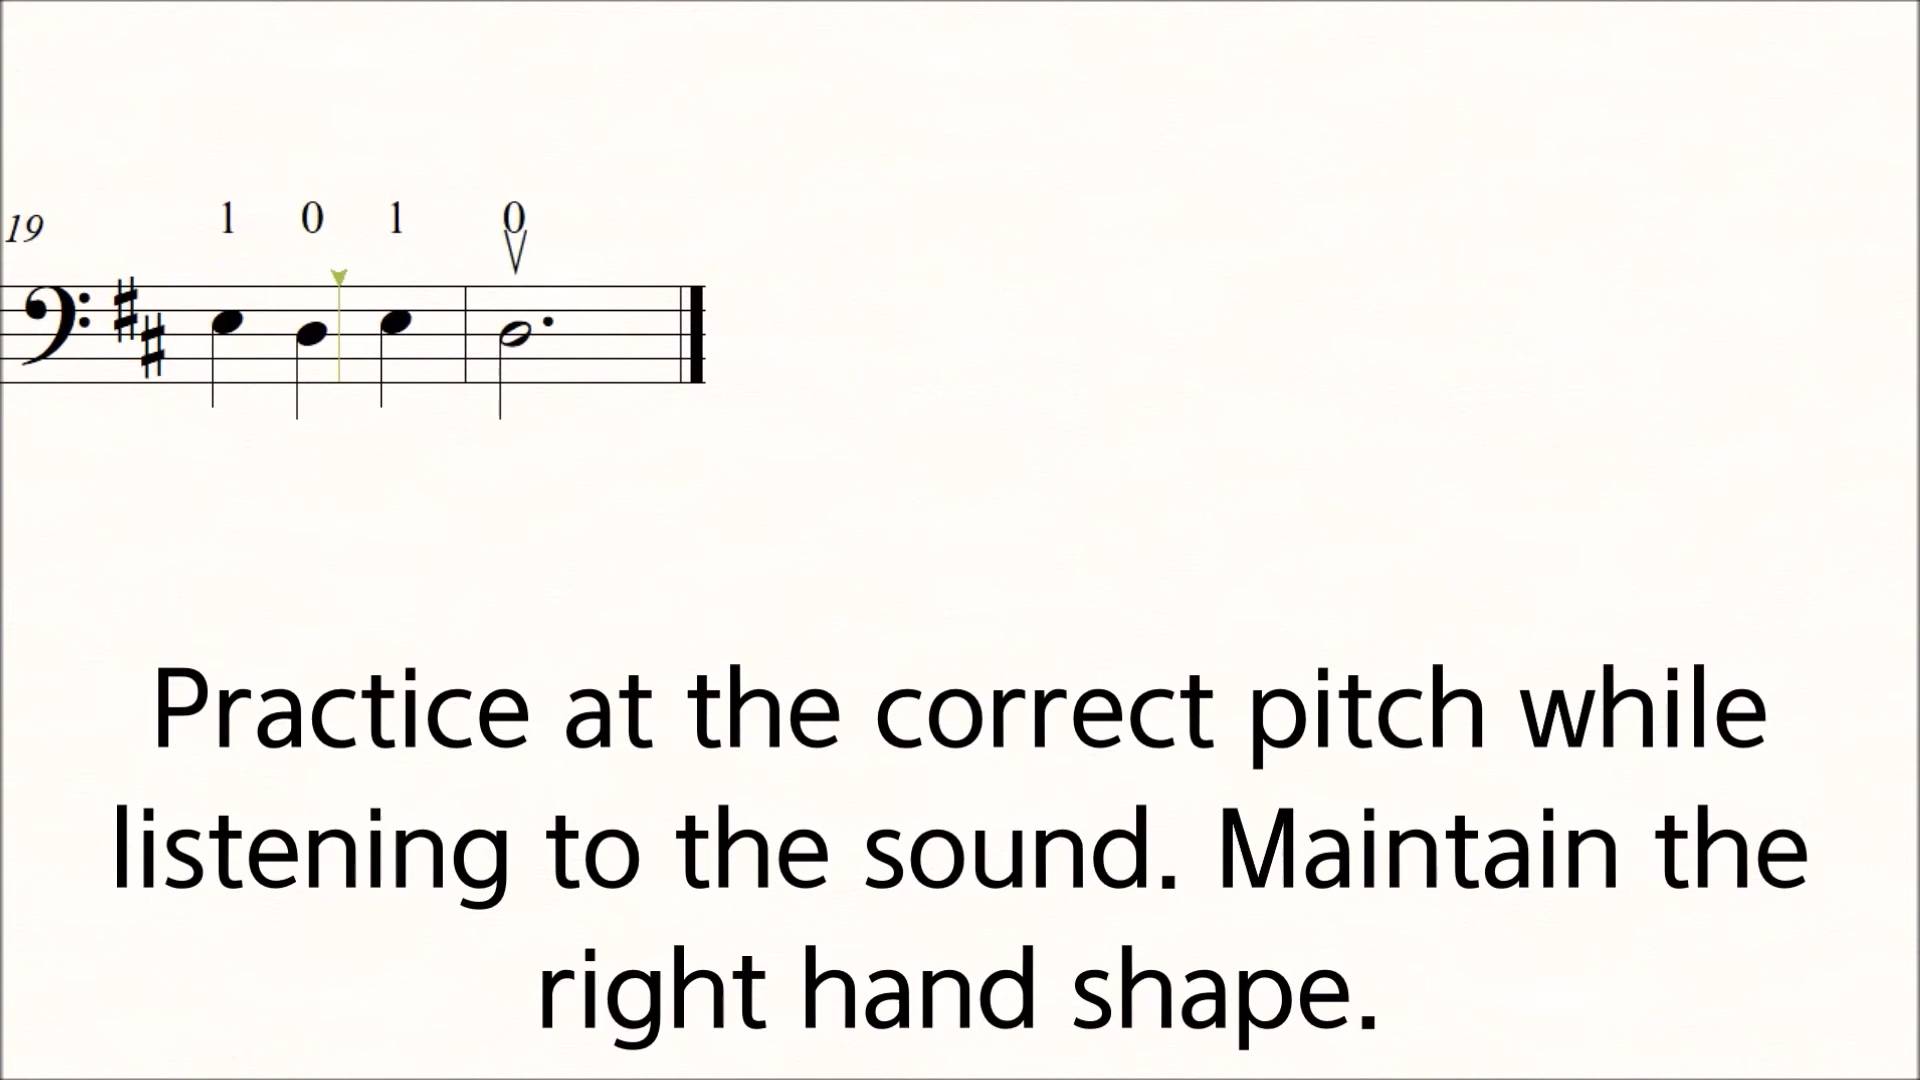 19 1 0 1 0
Practice at the correct pitch while
listening to the sound. Maintain the
right hand shape.